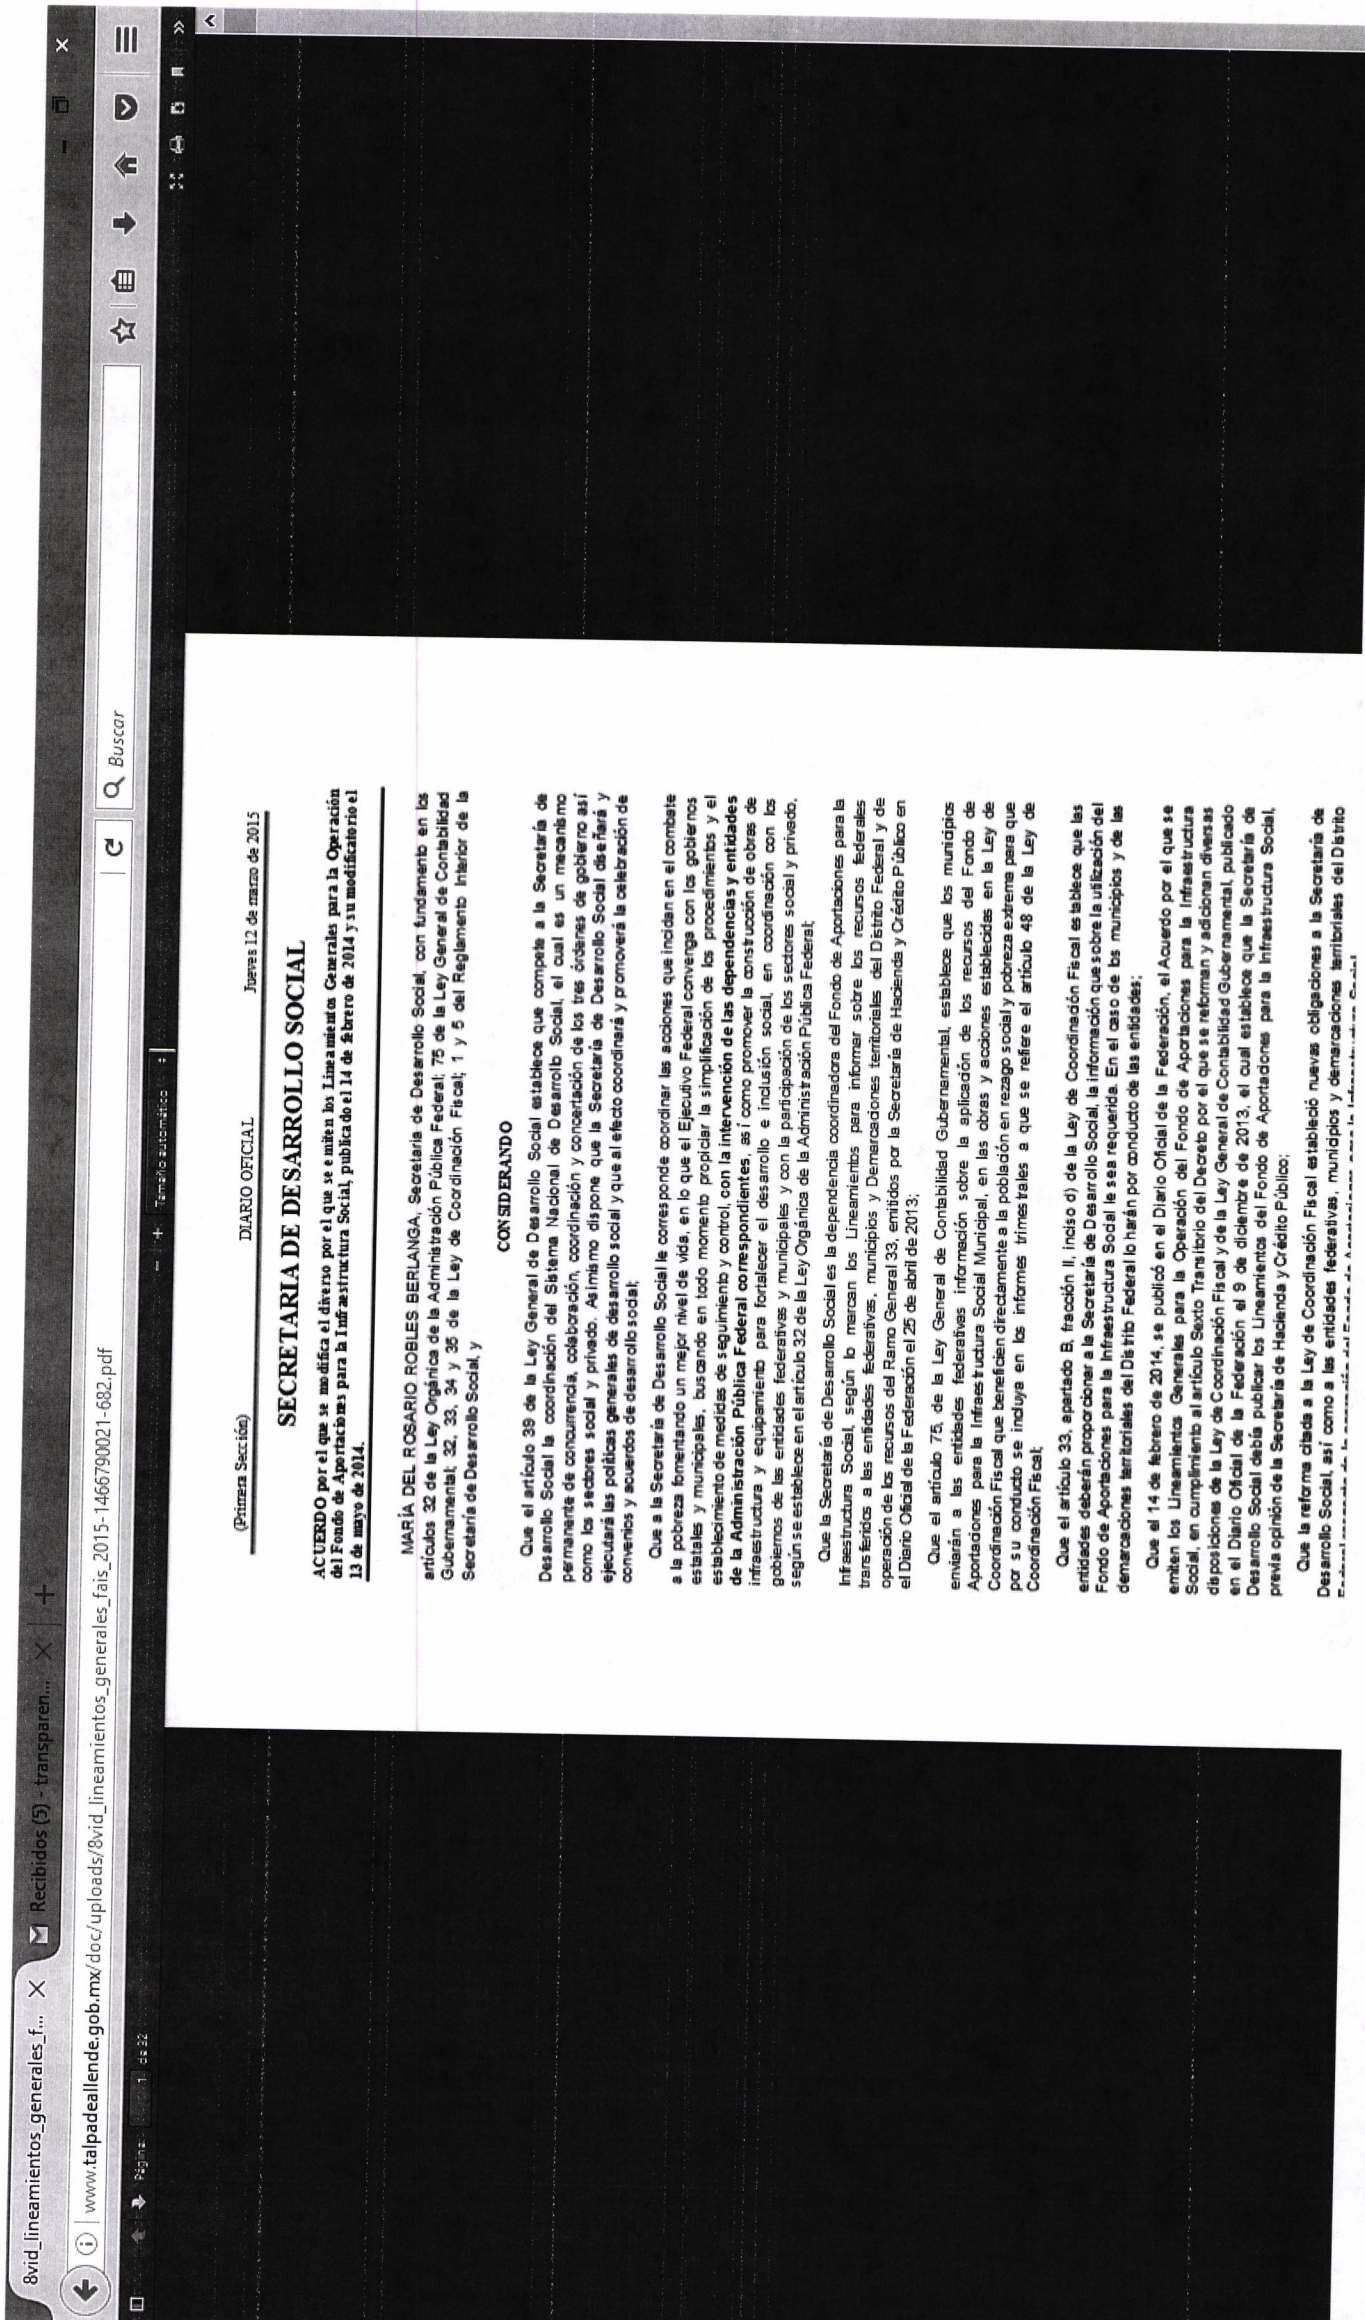 8vid_lineamientos_generales_f... × Recibidos (5) - transparen... × +
www.talpadeallende.gob.mx/doc/uploads/8vid_lineamientos_generales_fais_2015-1466790021-682.pdf
Buscar
Página: 1 de 32
Tamaño automático
(Primera Sección) DIARIO OFICIAL Jueves 12 de marzo de 2015
SECRETARIA DE DESARROLLO SOCIAL
ACUERDO por el que se modifica el diverso por el que se emiten los Lineamientos Generales para la Operación
del Fondo de Aportaciones para la Infraestructura Social, publicado el 14 de febrero de 2014 y su modificatorio el
13 de mayo de 2014.
MARÍA DEL ROSARIO ROBLES BERLANGA, Secretaria de Desarrollo Social, con fundamento en los
artículos 32 de la Ley Orgánica de la Administración Pública Federal; 75 de la Ley General de Contabilidad
Gubernamental; 32, 33, 34 y 35 de la Ley de Coordinación Fiscal; 1 y 5 del Reglamento Interior de la
Secretaría de Desarrollo Social, y
CONSIDERANDO
Que el artículo 39 de la Ley General de Desarrollo Social establece que compete a la Secretaría de
Desarrollo Social la coordinación del Sistema Nacional de Desarrollo Social, el cual es un mecanismo
permanente de concurrencia, colaboración, coordinación y concertación de los tres órdenes de gobierno así
como los sectores social y privado. Asimismo dispone que la Secretaría de Desarrollo Social diseñará y
ejecutará las políticas generales de desarrollo social y que al efecto coordinará y promoverá la celebración de
convenios y acuerdos de desarrollo social;
Que a la Secretaría de Desarrollo Social le corresponde coordinar las acciones que incidan en el combate
a la pobreza fomentando un mejor nivel de vida, en lo que el Ejecutivo Federal convenga con los gobiernos
estatales y municipales, buscando en todo momento propiciar la simplificación de los procedimientos y el
establecimiento de medidas de seguimiento y control, con la intervención de las dependencias y entidades
de la Administración Pública Federal correspondientes, así como promover la construcción de obras de
infraestructura y equipamiento para fortalecer el desarrollo e inclusión social, en coordinación con los
gobiernos de las entidades federativas y municipales y con la participación de los sectores social y privado,
según se establece en el artículo 32 de la Ley Orgánica de la Administración Pública Federal;
Que la Secretaría de Desarrollo Social es la dependencia coordinadora del Fondo de Aportaciones para la
Infraestructura Social, según lo marcan los Lineamientos para informar sobre los recursos federales
transferidos a las entidades federativas, municipios y Demarcaciones territoriales del Distrito Federal y de
operación de los recursos del Ramo General 33, emitidos por la Secretaría de Hacienda y Crédito Público en
el Diario Oficial de la Federación el 25 de abril de 2013;
Que el artículo 75, de la Ley General de Contabilidad Gubernamental, establece que los municipios
enviarán a las entidades federativas información sobre la aplicación de los recursos del Fondo de
Aportaciones para la Infraestructura Social Municipal, en las obras y acciones establecidas en la Ley de
Coordinación Fiscal que beneficien directamente a la población en rezago social y pobreza extrema para que
por su conducto se incluya en los informes trimestrales a que se refiere el artículo 48 de la Ley de
Coordinación Fiscal;
Que el artículo 33, apartado B, fracción II, inciso d) de la Ley de Coordinación Fiscal establece que las
entidades deberán proporcionar a la Secretaría de Desarrollo Social, la información que sobre la utilización del
Fondo de Aportaciones para la Infraestructura Social le sea requerida. En el caso de los municipios y de las
demarcaciones territoriales del Distrito Federal lo harán por conducto de las entidades;
Que el 14 de febrero de 2014, se publicó en el Diario Oficial de la Federación, el Acuerdo por el que se
emiten los Lineamientos Generales para la Operación del Fondo de Aportaciones para la Infraestructura
Social, en cumplimiento al artículo Sexto Transitorio del Decreto por el que se reforman y adicionan diversas
disposiciones de la Ley de Coordinación Fiscal y de la Ley General de Contabilidad Gubernamental, publicado
en el Diario Oficial de la Federación el 9 de diciembre de 2013, el cual establece que la Secretaría de
Desarrollo Social debía publicar los Lineamientos del Fondo de Aportaciones para la Infraestructura Social,
previa opinión de la Secretaría de Hacienda y Crédito Público;
Que la reforma citada a la Ley de Coordinación Fiscal estableció nuevas obligaciones a la Secretaría de
Desarrollo Social, así como a las entidades federativas, municipios y demarcaciones territoriales del Distrito